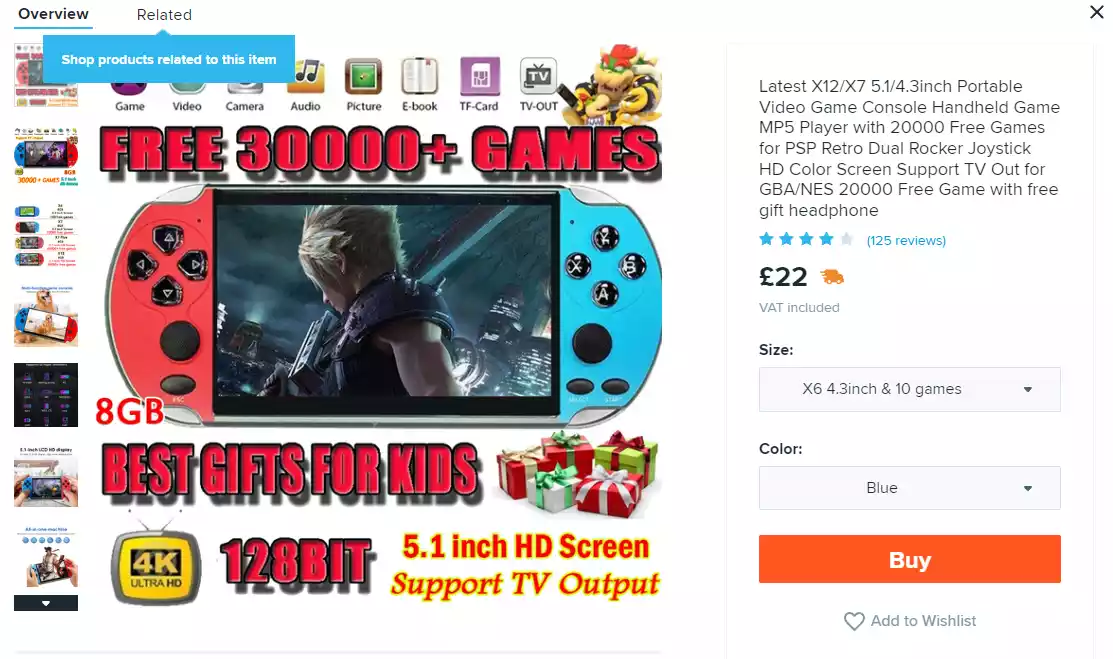 Overview
Related
Shop products related to this item
Game Video Camera Audio Picture E-book TF-Card TV-OUT
TV
FREE 30000+ GAMES
Y
X B
A
ESC
SELECT START
8GB
BEST GIFTS FOR KIDS
4K
ULTRA HD
128BIT
5.1 inch HD Screen
Support TV Output
Latest X12/X7 5.1/4.3inch Portable
Video Game Console Handheld Game
MP5 Player with 20000 Free Games
for PSP Retro Dual Rocker Joystick
HD Color Screen Support TV Out for
GBA/NES 20000 Free Game with free
gift headphone
(125 reviews)
£22
VAT included
Size:
X6 4.3inch & 10 games
Color:
Blue
Buy
Add to Wishlist